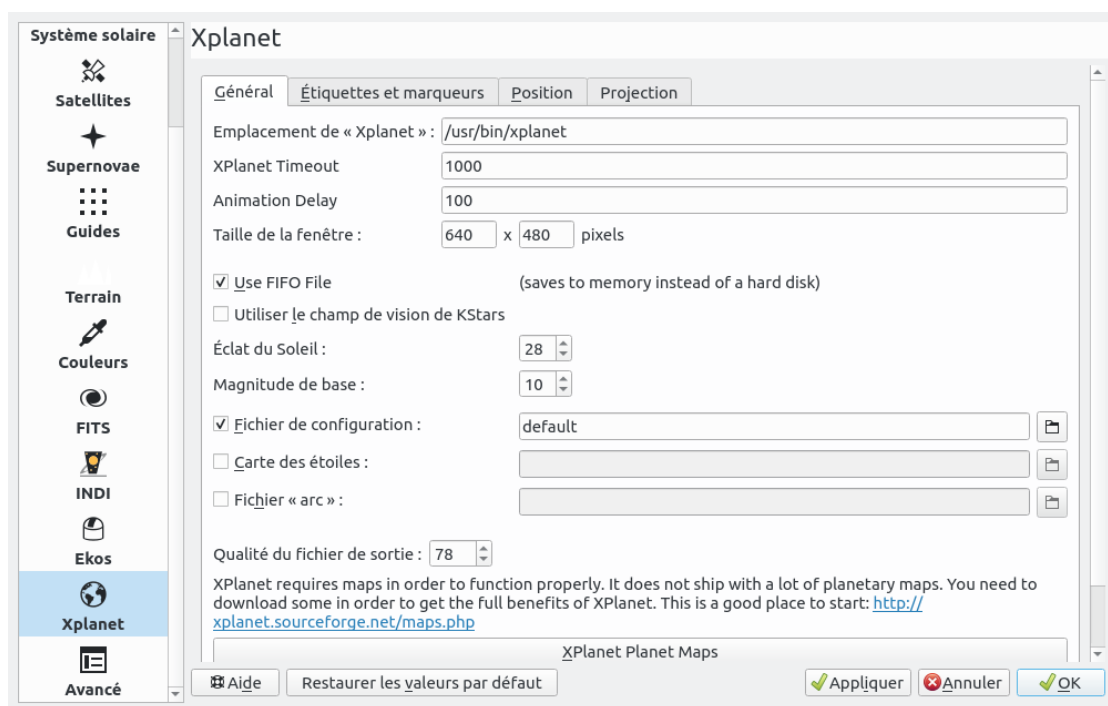 Système solaire
Satellites
Supernovae
Guides
Terrain
Couleurs
FITS
INDI
Ekos
Xplanet
Avancé
Xplanet
Général Étiquettes et marqueurs Position Projection
Emplacement de « Xplanet » : /usr/bin/xplanet
XPlanet Timeout 1000
Animation Delay 100
Taille de la fenêtre : 640 x 480 pixels
Use FIFO File (saves to memory instead of a hard disk)
Utiliser le champ de vision de KStars
Éclat du Soleil : 28
Magnitude de base : 10
Fichier de configuration : default
Carte des étoiles :
Fichier « arc » :
Qualité du fichier de sortie : 78
XPlanet requires maps in order to function properly. It does not ship with a lot of planetary maps. You need to
download some in order to get the full benefits of XPlanet. This is a good place to start: http://
xplanet.sourceforge.net/maps.php
XPlanet Planet Maps
Aide Restaurer les valeurs par défaut Appliquer Annuler OK